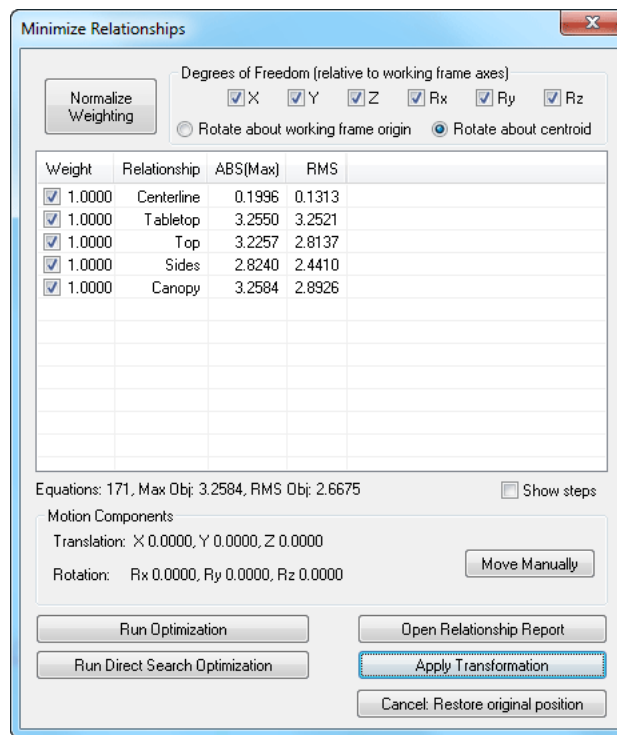 Minimize Relationships
Normalize Weighting
Degrees of Freedom (relative to working frame axes)
X Y Z Rx Ry Rz
Rotate about working frame origin Rotate about centroid
Weight Relationship ABS(Max) RMS
1.0000 Centerline 0.1996 0.1313
1.0000 Tabletop 3.2550 3.2521
1.0000 Top 3.2257 2.8137
1.0000 Sides 2.8240 2.4410
1.0000 Canopy 3.2584 2.8926
Equations: 171, Max Obj: 3.2584, RMS Obj: 2.6675 Show steps
Motion Components
Translation: X 0.0000, Y 0.0000, Z 0.0000
Rotation: Rx 0.0000, Ry 0.0000, Rz 0.0000
Move Manually
Run Optimization Open Relationship Report
Run Direct Search Optimization Apply Transformation
Cancel: Restore original position